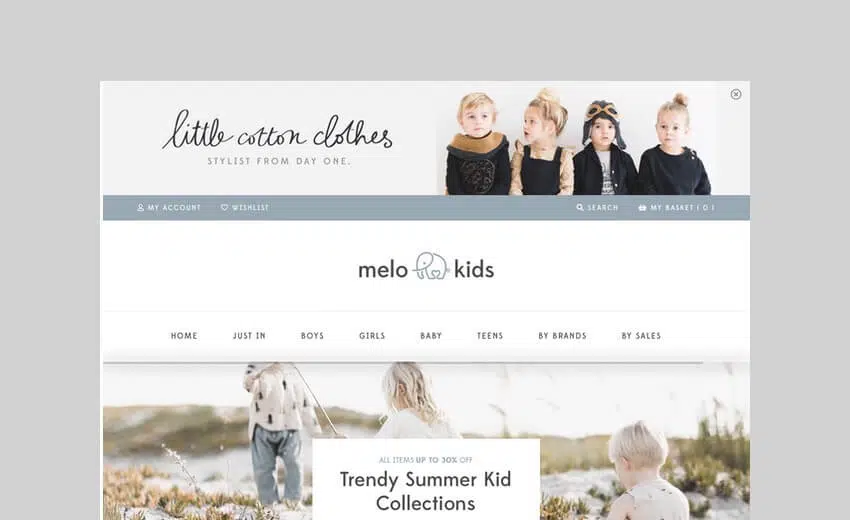 little cotton clothes
STYLIST FROM DAY ONE.
MY ACCOUNT WISHLIST SEARCH MY BASKET ( 0 )
melo kids
HOME JUST IN BOYS GIRLS BABY TEENS BY BRANDS BY SALES
ALL ITEMS UP TO 30% OFF
Trendy Summer Kid
Collections